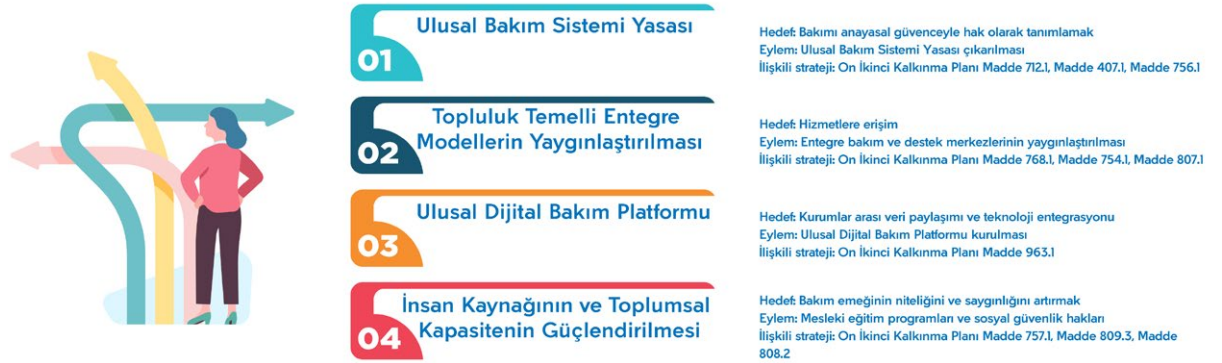 01
Ulusal Bakım Sistemi Yasası
Hedef: Bakımı anayasal güvenceyle hak olarak tanımlamak
Eylem: Ulusal Bakım Sistemi Yasası çıkarılması
İlişkili strateji: On İkinci Kalkınma Planı Madde 712.1, Madde 407.1, Madde 756.1
02
Topluluk Temelli Entegre
Modellerin Yaygınlaştırılması
Hedef: Hizmetlere erişim
Eylem: Entegre bakım ve destek merkezlerinin yaygınlaştırılması
İlişkili strateji: On İkinci Kalkınma Planı Madde 768.1, Madde 754.1, Madde 807.1
03
Ulusal Dijital Bakım Platformu
Hedef: Kurumlar arası veri paylaşımı ve teknoloji entegrasyonu
Eylem: Ulusal Dijital Bakım Platformu kurulması
İlişkili strateji: On İkinci Kalkınma Planı Madde 963.1
04
İnsan Kaynağının ve Toplumsal
Kapasitenin Güçlendirilmesi
Hedef: Bakım emeğinin niteliğini ve saygınlığını artırmak
Eylem: Mesleki eğitim programları ve sosyal güvenlik hakları
İlişkili strateji: On İkinci Kalkınma Planı Madde 757.1, Madde 809.3, Madde
808.2